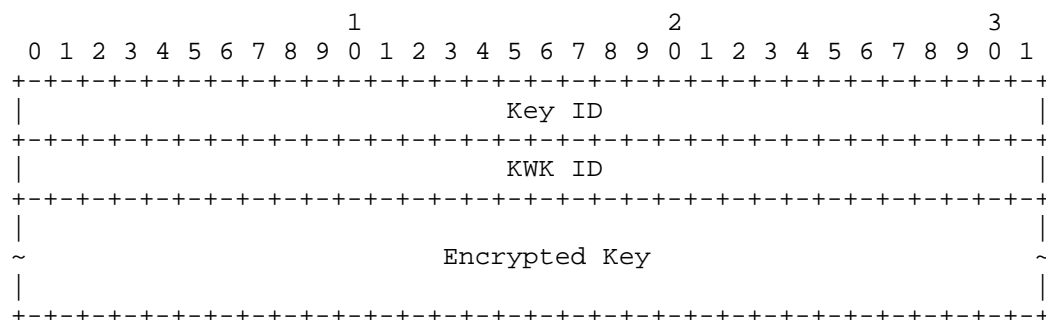 1                   2                   3
 0 1 2 3 4 5 6 7 8 9 0 1 2 3 4 5 6 7 8 9 0 1 2 3 4 5 6 7 8 9 0 1
+-+-+-+-+-+-+-+-+-+-+-+-+-+-+-+-+-+-+-+-+-+-+-+-+-+-+-+-+-+-+-+-+
|                             Key ID                            |
+-+-+-+-+-+-+-+-+-+-+-+-+-+-+-+-+-+-+-+-+-+-+-+-+-+-+-+-+-+-+-+-+
|                             KWK ID                            |
+-+-+-+-+-+-+-+-+-+-+-+-+-+-+-+-+-+-+-+-+-+-+-+-+-+-+-+-+-+-+-+-+
|                                                               |
~                         Encrypted Key                         ~
|                                                               |
+-+-+-+-+-+-+-+-+-+-+-+-+-+-+-+-+-+-+-+-+-+-+-+-+-+-+-+-+-+-+-+-+